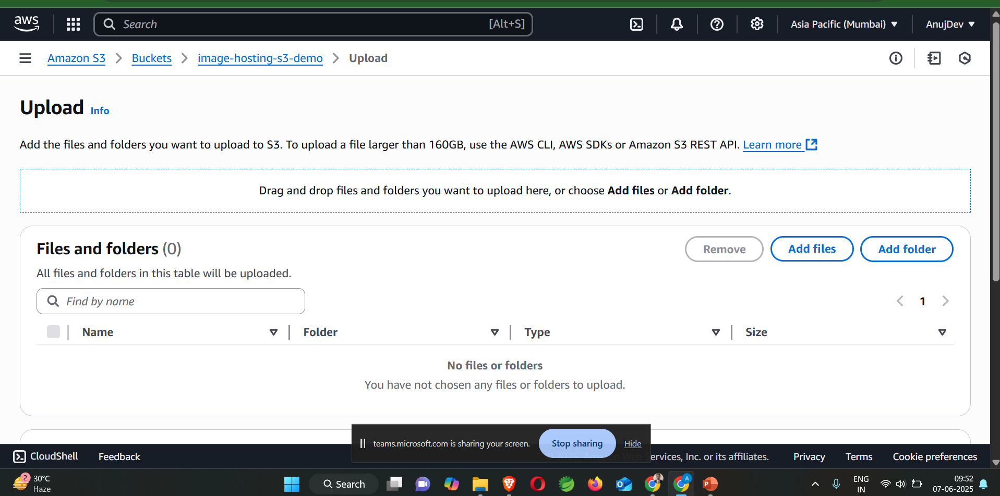 aws
Search [Alt+S] Asia Pacific (Mumbai) AnujDev
Amazon S3 Buckets image-hosting-s3-demo Upload
Upload Info
Add the files and folders you want to upload to S3. To upload a file larger than 160GB, use the AWS CLI, AWS SDKs or Amazon S3 REST API. Learn more
Drag and drop files and folders you want to upload here, or choose Add files or Add folder.
Files and folders (0) Remove Add files Add folder
All files and folders in this table will be uploaded.
Find by name 1
Name Folder Type Size
No files or folders
You have not chosen any files or folders to upload.
teams.microsoft.com is sharing your screen. Stop sharing Hide
CloudShell Feedback 2025, Amazon Web Services, Inc. or its affiliates. Privacy Terms Cookie preferences
2 30°C
Haze
Search
A
P
ENG
IN
09:52
07-06-2025